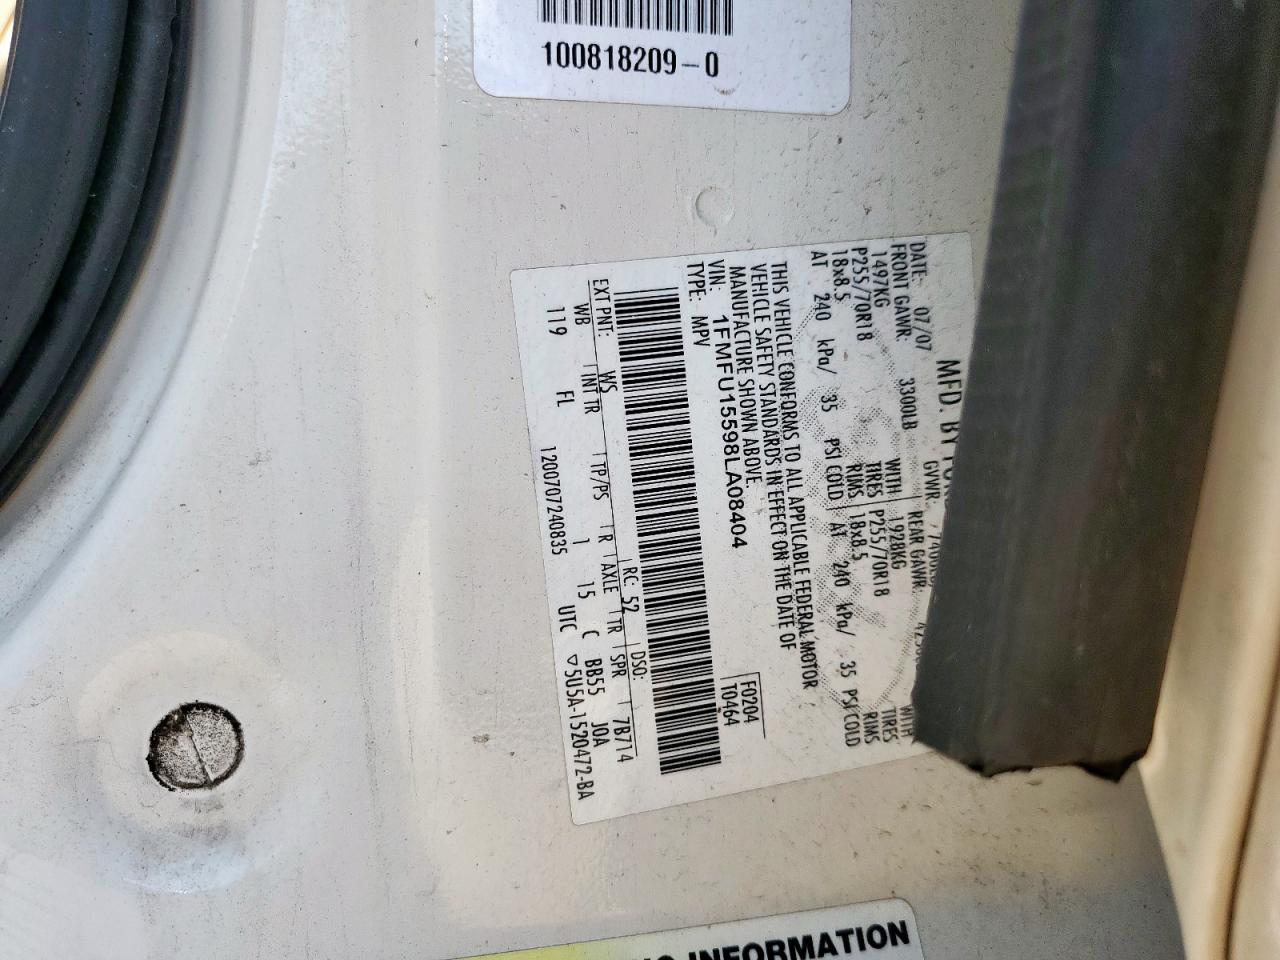 100818209-0
MFD. BY
DATE: 07/07 GVWR:
FRONT GAWR: 3300LB REAR GAWR:
1497KG WITH 1928KG WITH
P255/70R18 TIRES P255/70R18 TIRES
18x8.5 RIMS 18x8.5 RIMS
AT 240 kPa/ 35 PSI COLD AT 240 kPa/ 35 PSI COLD
THIS VEHICLE CONFORMS TO ALL APPLICABLE FEDERAL MOTOR
VEHICLE SAFETY STANDARDS IN EFFECT ON THE DATE OF
MANUFACTURE SHOWN ABOVE.
VIN: 1FMFU15598LA08404
TYPE: MPV
F0204
T0464
EXT PNT: WS RC: 52 DSO:
WB INT TR TP/PS R AXLE TR SPR 7B714
119 FL 1 15 C BB55 J0A
120070724083​5 UTC ▽5U5A-1520472-BA
INFORMATION